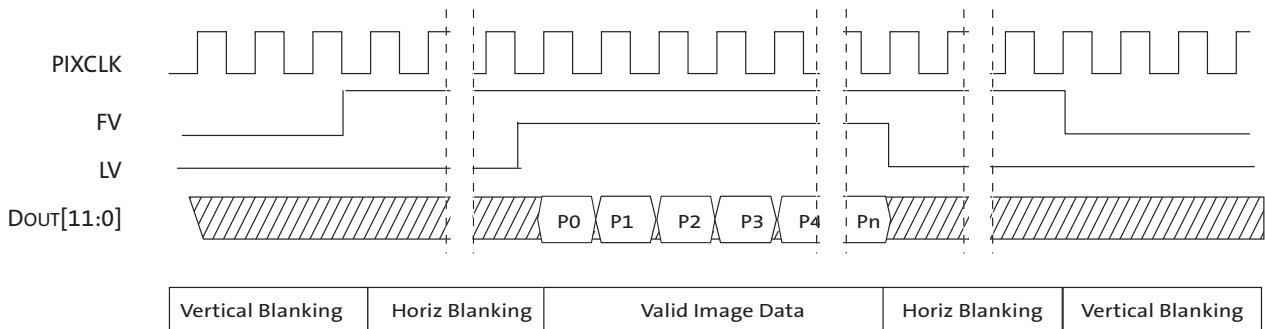 PIXCLK
FV
LV
DOUT[11:0]
P0 P1 P2 P3 P4 Pn
Vertical Blanking Horiz Blanking Valid Image Data Horiz Blanking Vertical Blanking